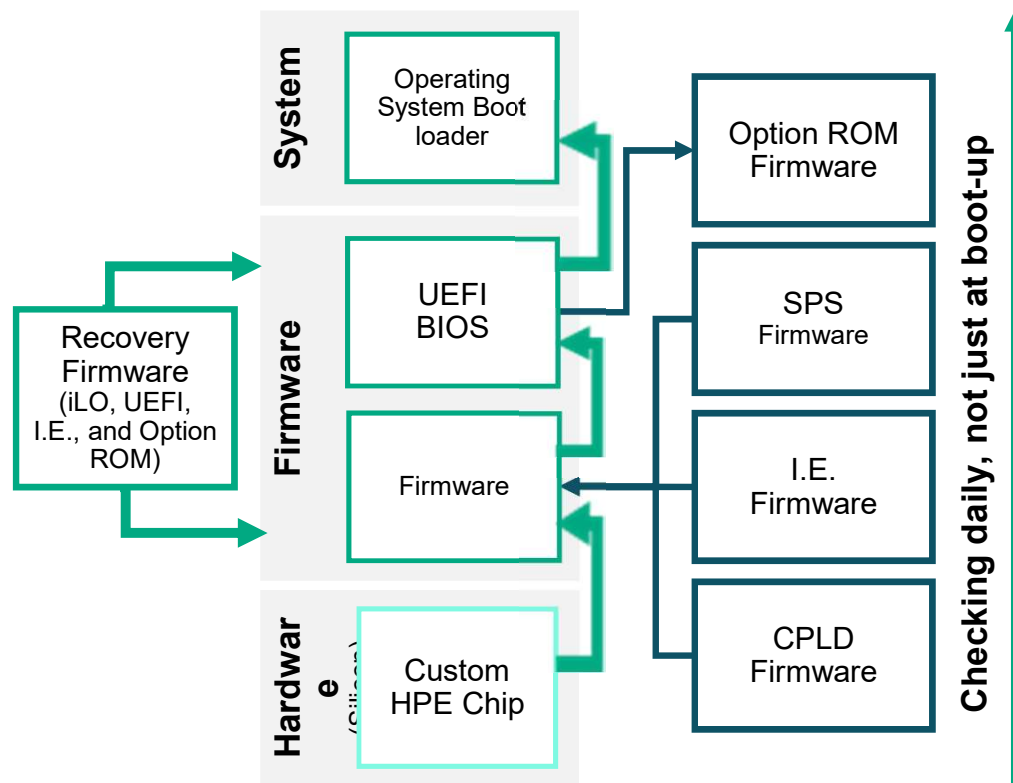 System
Operating
System Boot
loader
Option ROM
Firmware
Firmware
UEFI
BIOS
SPS
Firmware
Recovery
Firmware
(iLO, UEFI,
I.E., and Option
ROM)
Firmware
I.E.
Firmware
Hardwar
e
(Silicon)
Custom
HPE Chip
CPLD
Firmware
Checking daily, not just at boot-up